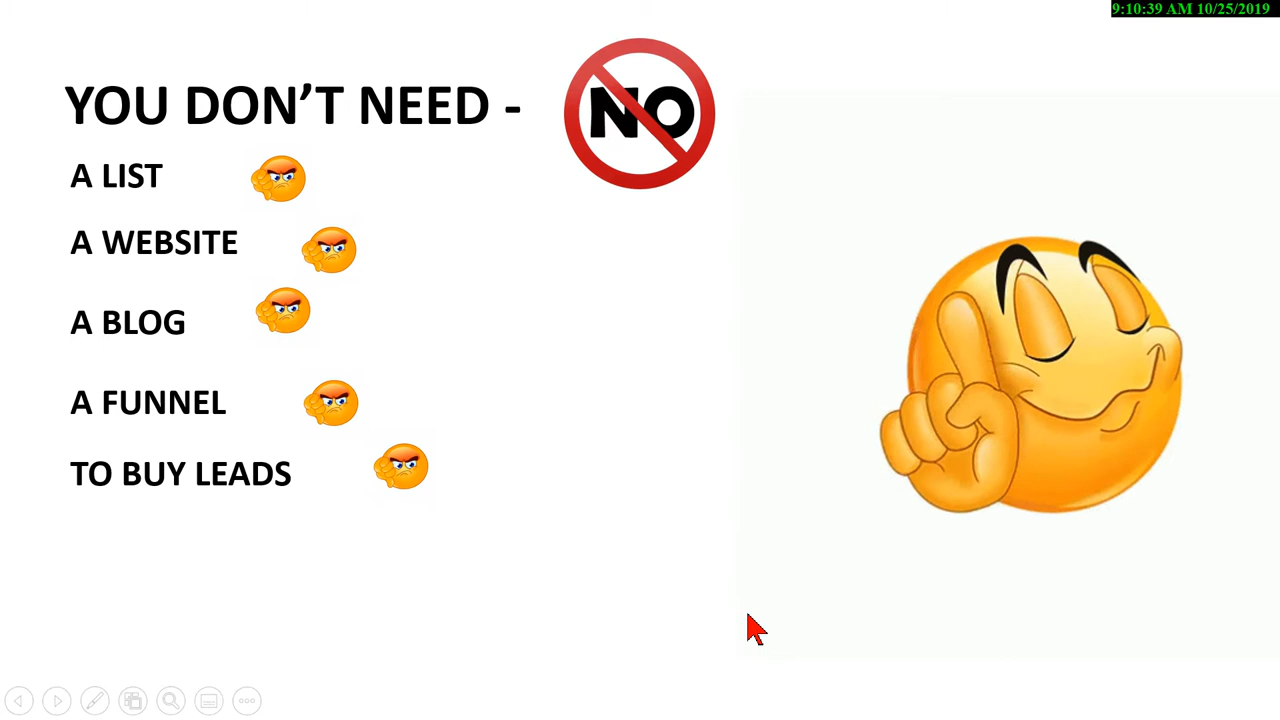 9:10:39 AM 10/25/2019
YOU DON'T NEED -
NO
A LIST
A WEBSITE
A BLOG
A FUNNEL
TO BUY LEADS